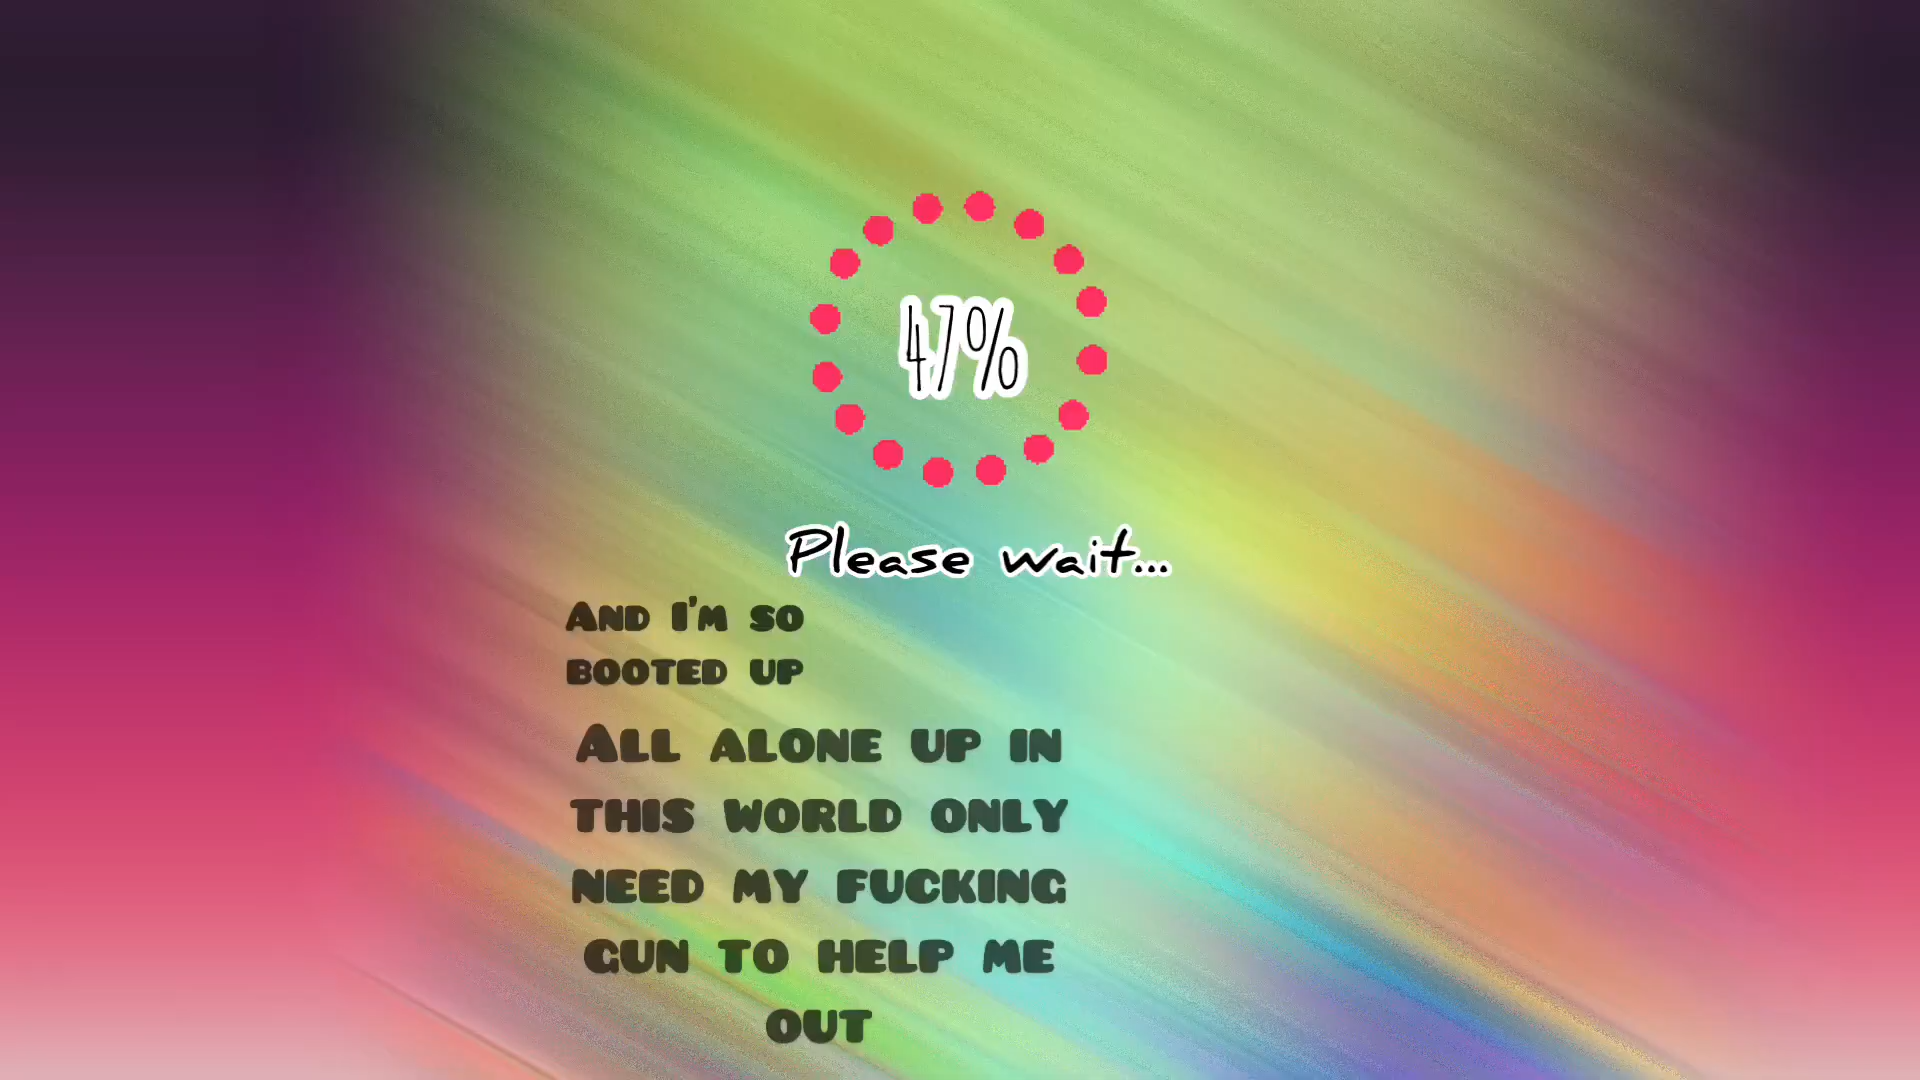 47%
Please wait...
And I'm so
booted up
All alone up in
this world only
need my fucking
gun to help me
out